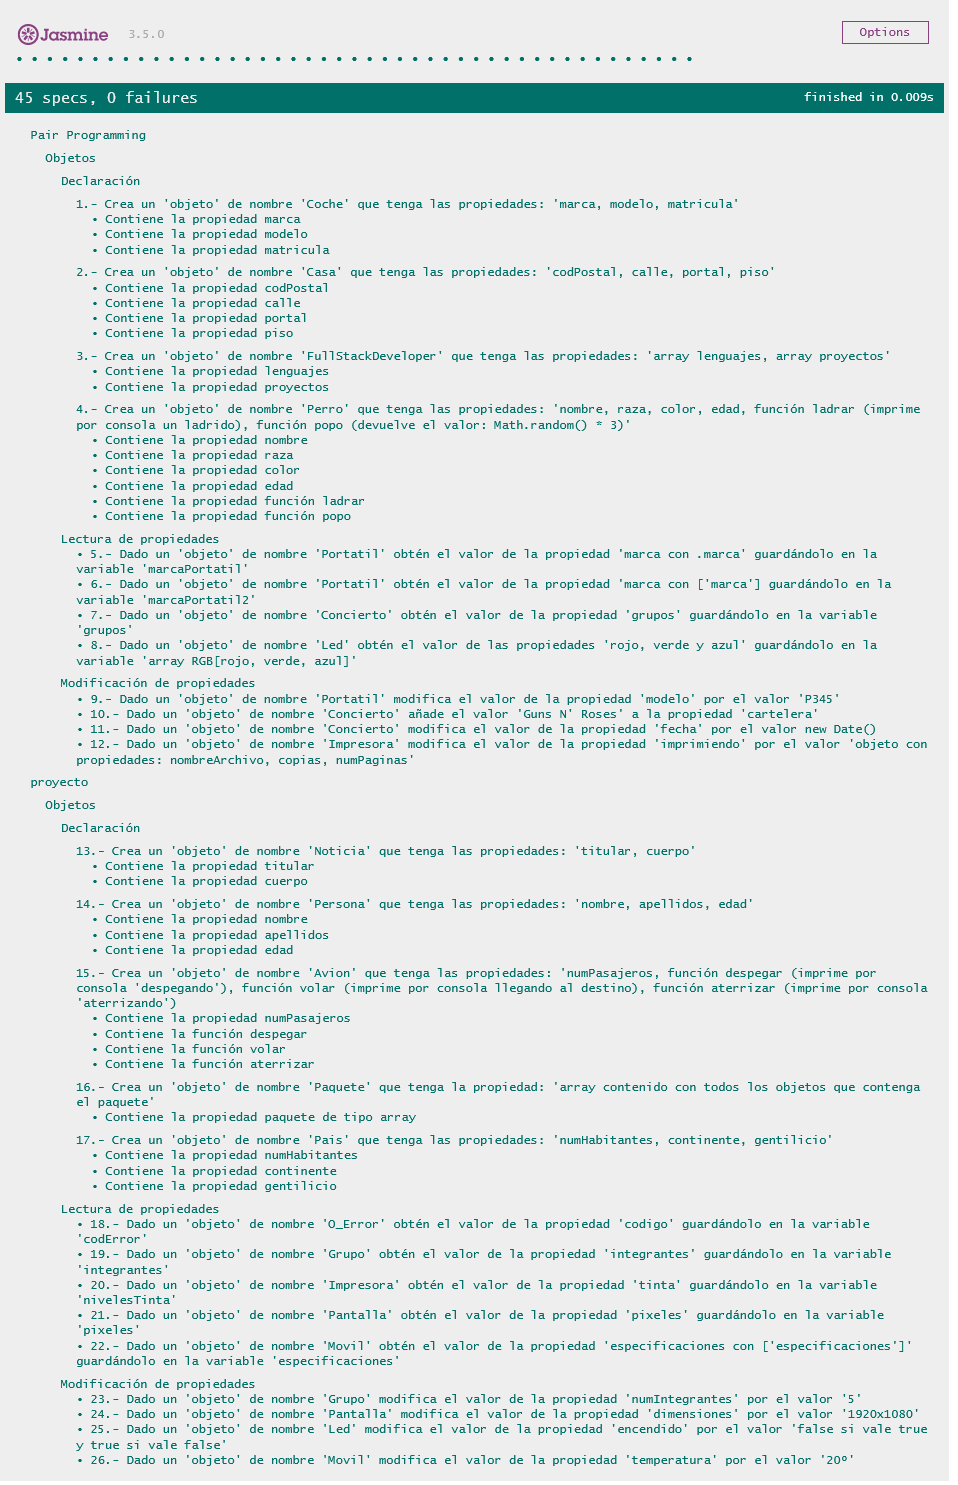 Jasmine 3.5.0 Options
45 specs, 0 failures finished in 0.009s
Pair Programming
Objetos
Declaración
1.- Crea un 'objeto' de nombre 'Coche' que tenga las propiedades: 'marca, modelo, matricula'
• Contiene la propiedad marca
• Contiene la propiedad modelo
• Contiene la propiedad matricula
2.- Crea un 'objeto' de nombre 'Casa' que tenga las propiedades: 'codPostal, calle, portal, piso'
• Contiene la propiedad codPostal
• Contiene la propiedad calle
• Contiene la propiedad portal
• Contiene la propiedad piso
3.- Crea un 'objeto' de nombre 'FullStackDeveloper' que tenga las propiedades: 'array lenguajes, array proyectos'
• Contiene la propiedad lenguajes
• Contiene la propiedad proyectos
4.- Crea un 'objeto' de nombre 'Perro' que tenga las propiedades: 'nombre, raza, color, edad, función ladrar (imprime
por consola un ladrido), función popo (devuelve el valor: Math.random() * 3)'
• Contiene la propiedad nombre
• Contiene la propiedad raza
• Contiene la propiedad color
• Contiene la propiedad edad
• Contiene la propiedad función ladrar
• Contiene la propiedad función popo
Lectura de propiedades
• 5.- Dado un 'objeto' de nombre 'Portatil' obtén el valor de la propiedad 'marca con .marca' guardándolo en la
variable 'marcaPortatil'
• 6.- Dado un 'objeto' de nombre 'Portatil' obtén el valor de la propiedad 'marca con ['marca'] guardándolo en la
variable 'marcaPortatil2'
• 7.- Dado un 'objeto' de nombre 'Concierto' obtén el valor de la propiedad 'grupos' guardándolo en la variable
'grupos'
• 8.- Dado un 'objeto' de nombre 'Led' obtén el valor de las propiedades 'rojo, verde y azul' guardándolo en la
variable 'array RGB[rojo, verde, azul]'
Modificación de propiedades
• 9.- Dado un 'objeto' de nombre 'Portatil' modifica el valor de la propiedad 'modelo' por el valor 'P345'
• 10.- Dado un 'objeto' de nombre 'Concierto' añade el valor 'Guns N' Roses' a la propiedad 'cartelera'
• 11.- Dado un 'objeto' de nombre 'Concierto' modifica el valor de la propiedad 'fecha' por el valor new Date()
• 12.- Dado un 'objeto' de nombre 'Impresora' modifica el valor de la propiedad 'imprimiendo' por el valor 'objeto con
propiedades: nombreArchivo, copias, numPaginas'
proyecto
Objetos
Declaración
13.- Crea un 'objeto' de nombre 'Noticia' que tenga las propiedades: 'titular, cuerpo'
• Contiene la propiedad titular
• Contiene la propiedad cuerpo
14.- Crea un 'objeto' de nombre 'Persona' que tenga las propiedades: 'nombre, apellidos, edad'
• Contiene la propiedad nombre
• Contiene la propiedad apellidos
• Contiene la propiedad edad
15.- Crea un 'objeto' de nombre 'Avion' que tenga las propiedades: 'numPasajeros, función despegar (imprime por
consola 'despegando'), función volar (imprime por consola llegando al destino), función aterrizar (imprime por consola
'aterrizando')
• Contiene la propiedad numPasajeros
• Contiene la función despegar
• Contiene la función volar
• Contiene la función aterrizar
16.- Crea un 'objeto' de nombre 'Paquete' que tenga la propiedad: 'array contenido con todos los objetos que contenga
el paquete'
• Contiene la propiedad paquete de tipo array
17.- Crea un 'objeto' de nombre 'Pais' que tenga las propiedades: 'numHabitantes, continente, gentilicio'
• Contiene la propiedad numHabitantes
• Contiene la propiedad continente
• Contiene la propiedad gentilicio
Lectura de propiedades
• 18.- Dado un 'objeto' de nombre 'O_Error' obtén el valor de la propiedad 'codigo' guardándolo en la variable
'codError'
• 19.- Dado un 'objeto' de nombre 'Grupo' obtén el valor de la propiedad 'integrantes' guardándolo en la variable
'integrantes'
• 20.- Dado un 'objeto' de nombre 'Impresora' obtén el valor de la propiedad 'tinta' guardándolo en la variable
'nivelesTinta'
• 21.- Dado un 'objeto' de nombre 'Pantalla' obtén el valor de la propiedad 'pixeles' guardándolo en la variable
'pixeles'
• 22.- Dado un 'objeto' de nombre 'Movil' obtén el valor de la propiedad 'especificaciones con ['especificaciones']'
guardándolo en la variable 'especificaciones'
Modificación de propiedades
• 23.- Dado un 'objeto' de nombre 'Grupo' modifica el valor de la propiedad 'numIntegrantes' por el valor '5'
• 24.- Dado un 'objeto' de nombre 'Pantalla' modifica el valor de la propiedad 'dimensiones' por el valor '1920x1080'
• 25.- Dado un 'objeto' de nombre 'Led' modifica el valor de la propiedad 'encendido' por el valor 'false si vale true
y true si vale false'
• 26.- Dado un 'objeto' de nombre 'Movil' modifica el valor de la propiedad 'temperatura' por el valor '20º'